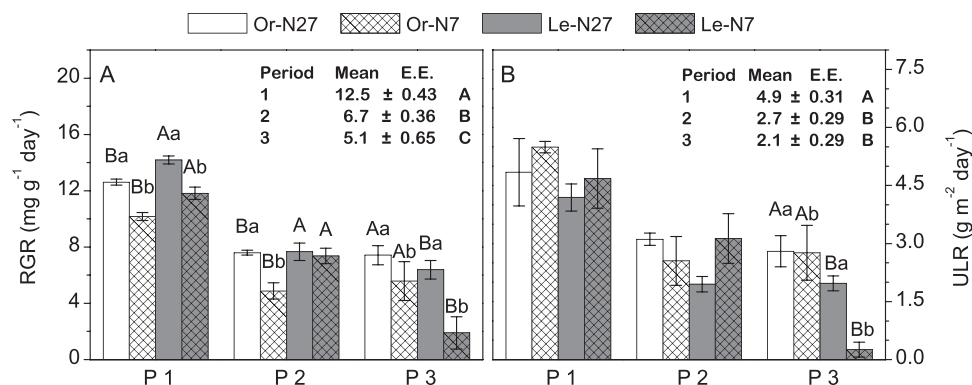 Or-N27 Or-N7 Le-N27 Le-N7
A
Period Mean E.E.
1 12.5 ± 0.43 A
2 6.7 ± 0.36 B
3 5.1 ± 0.65 C
RGR (mg g⁻¹ day⁻¹)
20
16
12
8
4
0
Ba Bb Aa Ab
Ba Bb A A
Aa Ab Ba Bb
P 1 P 2 P 3
B
Period Mean E.E.
1 4.9 ± 0.31 A
2 2.7 ± 0.29 B
3 2.1 ± 0.29 B
Aa Ab Ba Bb
7.5
6.0
4.5
3.0
1.5
0.0
ULR (g m⁻² day⁻¹)
P 1 P 2 P 3